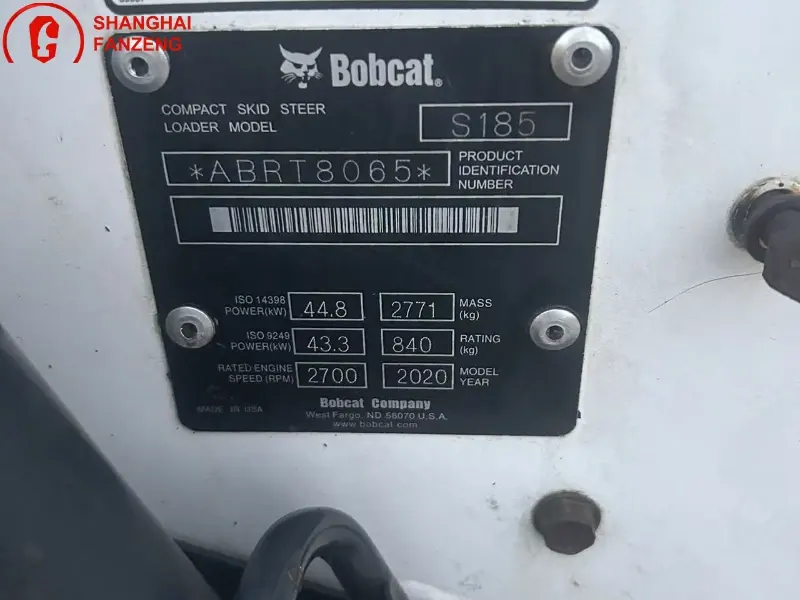 SHANGHAI
FANZENG
Bobcat®
COMPACT SKID STEER
LOADER MODEL
S185
*ABRT8065*
PRODUCT
IDENTIFICATION
NUMBER
ISO 14398
POWER(kW)
44.8
2771
MASS
(kg)
ISO 9249
POWER(kW)
43.3
840
RATING
(kg)
RATED ENGINE
SPEED (RPM)
2700
2020
MODEL
YEAR
MADE IN USA
Bobcat Company
West Fargo, ND 58070 U.S.A.
www.bobcat.com